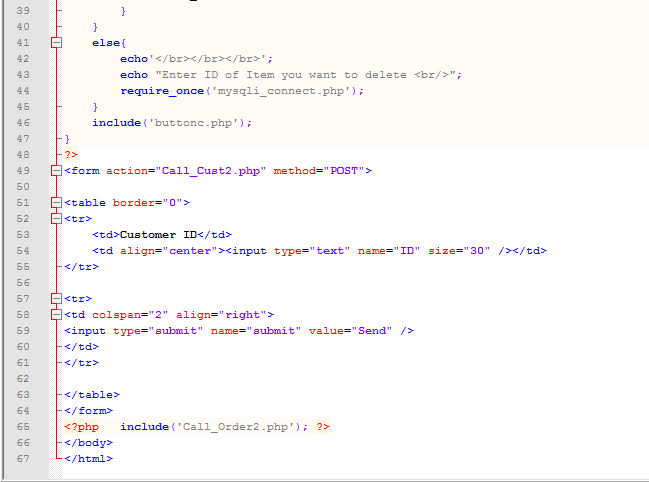 39 }
40 }
41 else{
42 echo'</br></br></br>';
43 echo "Enter ID of Item you want to delete <br/>";
44 require_once('mysqli_connect.php');
45 }
46 include('buttonc.php');
47 }
48 ?>
49 <form action="Call_Cust2.php" method="POST">
50
51 <table border="0">
52 <tr>
53 <td>Customer ID</td>
54 <td align="center"><input type="text" name="ID" size="30" /></td>
55 </tr>
56
57 <tr>
58 <td colspan="2" align="right">
59 <input type="submit" name="submit" value="Send" />
60 </td>
61 </tr>
62
63 </table>
64 </form>
65 <?php include('Call_Order2.php'); ?>
66 </body>
67 </html>